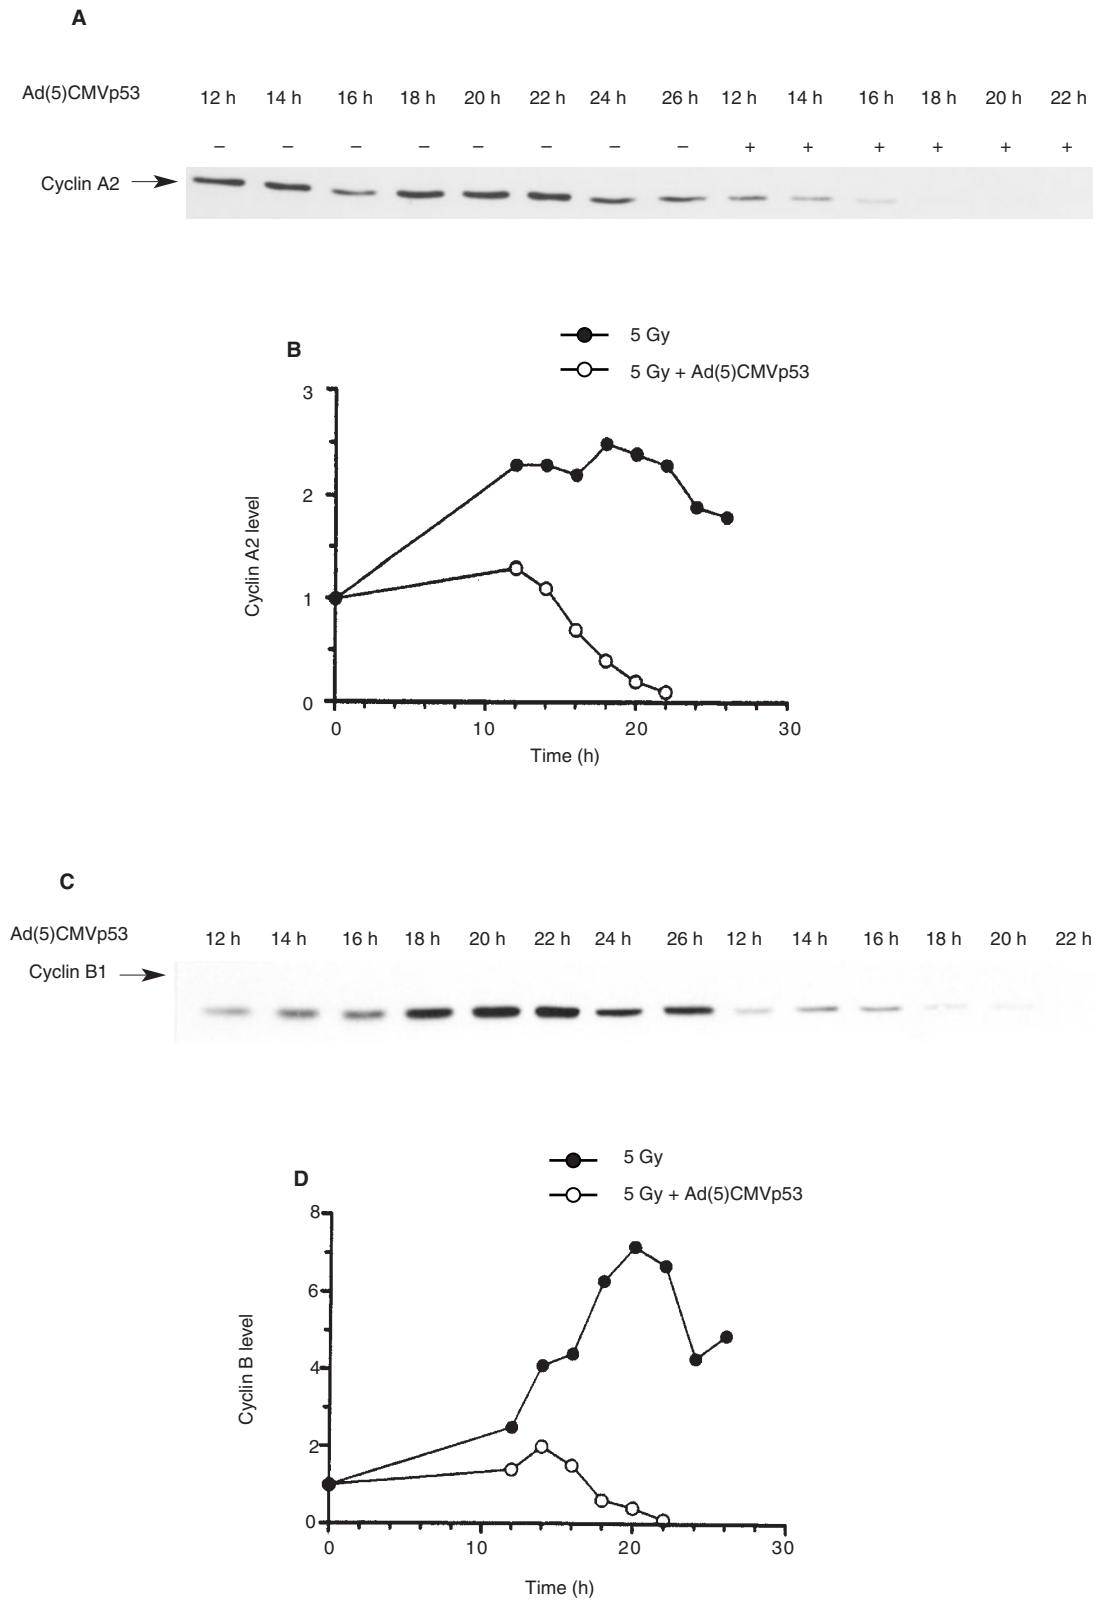 A
Ad(5)CMVp53 12 h 14 h 16 h 18 h 20 h 22 h 24 h 26 h 12 h 14 h 16 h 18 h 20 h 22 h
– – – – – – – – + + + + + +
Cyclin A2
B
5 Gy
5 Gy + Ad(5)CMVp53
3
2
1
0
Cyclin A2 level
0 10 20 30
Time (h)
C
Ad(5)CMVp53 12 h 14 h 16 h 18 h 20 h 22 h 24 h 26 h 12 h 14 h 16 h 18 h 20 h 22 h
Cyclin B1
D
5 Gy
5 Gy + Ad(5)CMVp53
8
6
4
2
0
Cyclin B level
0 10 20 30
Time (h)